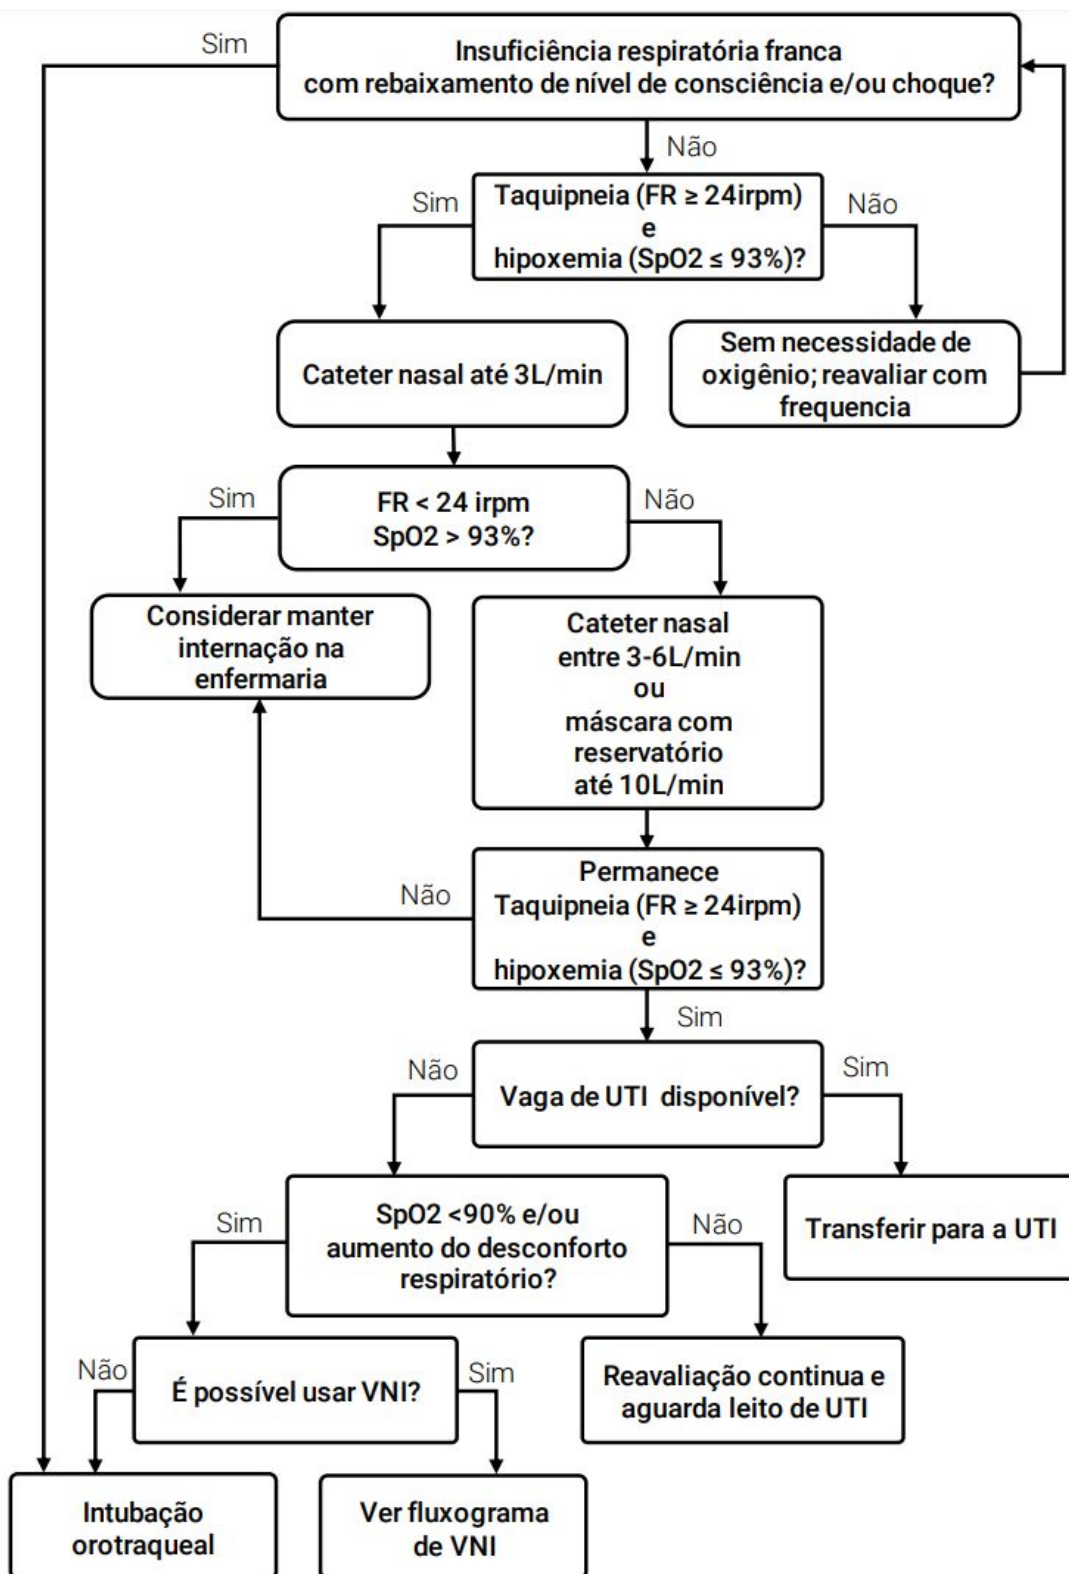 Sim
Insuficiência respiratória franca
com rebaixamento de nível de consciência e/ou choque?
Não
Sim
Taquipneia (FR ≥ 24irpm)
e
hipoxemia (SpO2 ≤ 93%)?
Não
Cateter nasal até 3L/min
Sem necessidade de
oxigênio; reavaliar com
frequencia
Sim
FR < 24 irpm
SpO2 > 93%?
Não
Considerar manter
internação na
enfermaria
Cateter nasal
entre 3-6L/min
ou
máscara com
reservatório
até 10L/min
Não
Permanece
Taquipneia (FR ≥ 24irpm)
e
hipoxemia (SpO2 ≤ 93%)?
Sim
Não
Vaga de UTI disponível?
Sim
Sim
SpO2 <90% e/ou
aumento do desconforto
respiratório?
Não
Transferir para a UTI
Não
É possível usar VNI?
Sim
Reavaliação continua e
aguarda leito de UTI
Intubação
orotraqueal
Ver fluxograma
de VNI